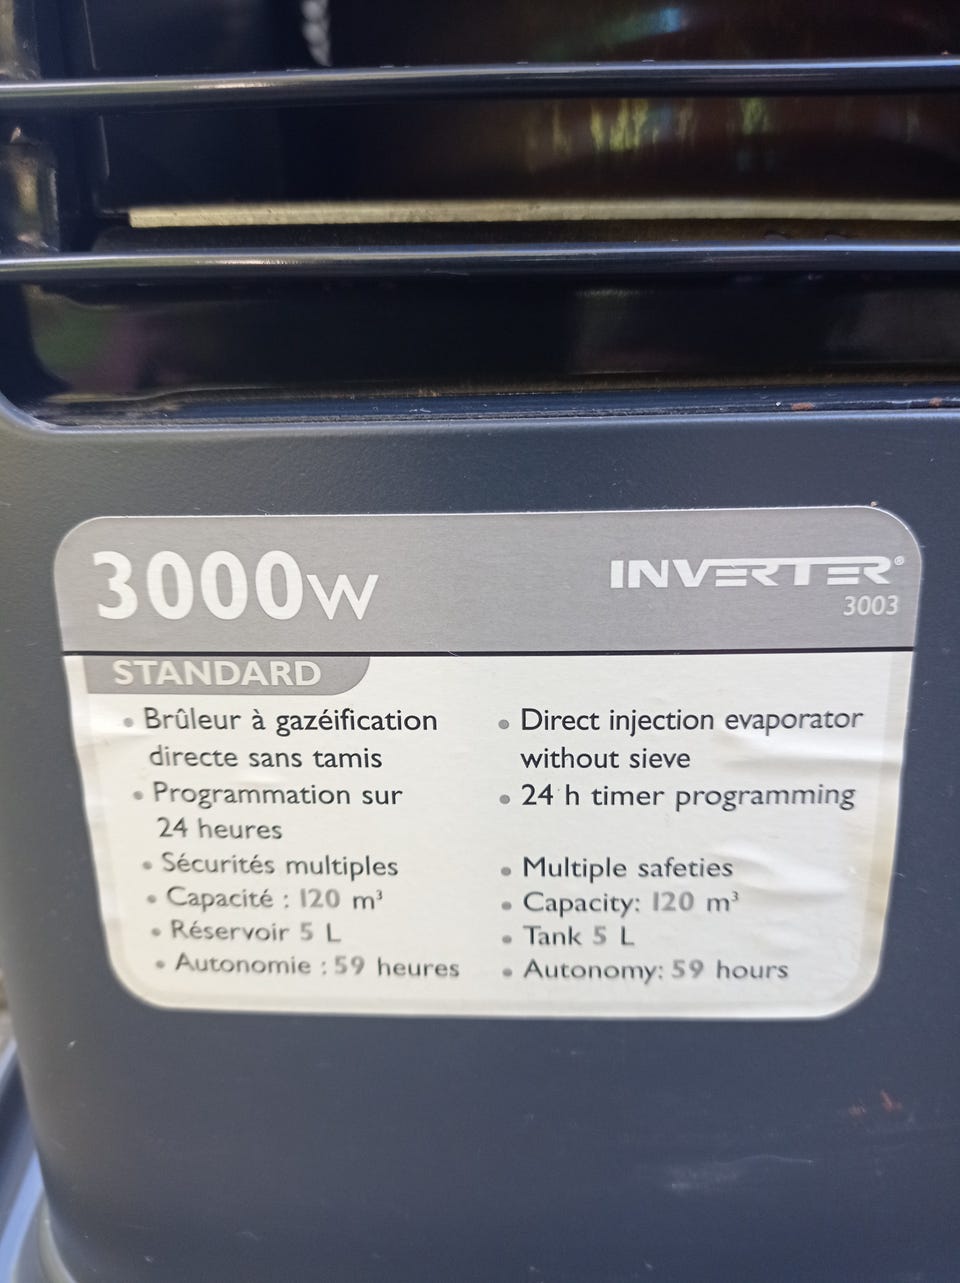 3000W
INVERTER®
3003
STANDARD
• Brûleur à gazéification
directe sans tamis
• Programmation sur
24 heures
• Sécurités multiples
• Capacité : 120 m³
• Réservoir 5 L
• Autonomie : 59 heures
• Direct injection evaporator
without sieve
• 24 h timer programming
• Multiple safeties
• Capacity: 120 m³
• Tank 5 L
• Autonomy: 59 hours